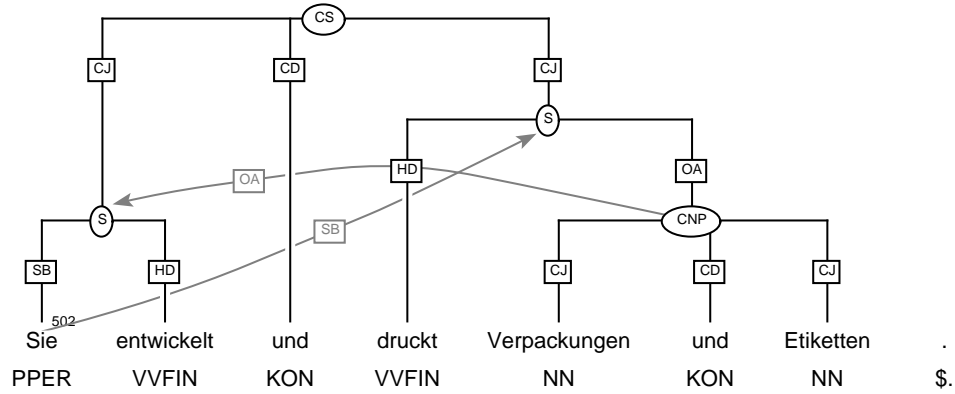 CS
CJ CD CJ
S
HD OA
OA
S CNP
SB
SB HD CJ CD CJ
502
Sie entwickelt und druckt Verpackungen und Etiketten .
PPER VVFIN KON VVFIN NN KON NN $.